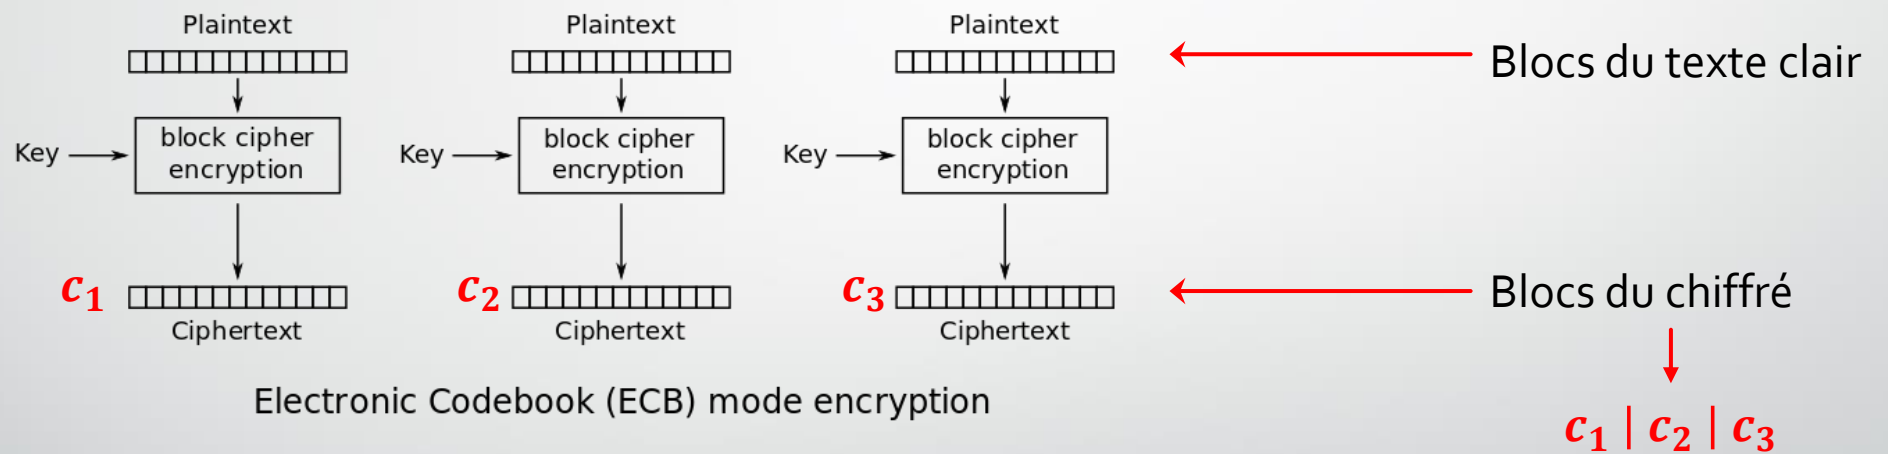 Plaintext
Plaintext
Plaintext
Blocs du texte clair
Key
block cipher
encryption
Key
block cipher
encryption
Key
block cipher
encryption
c₁
c₂
c₃
Blocs du chiffré
Ciphertext
Ciphertext
Ciphertext
Electronic Codebook (ECB) mode encryption
c₁ | c₂ | c₃